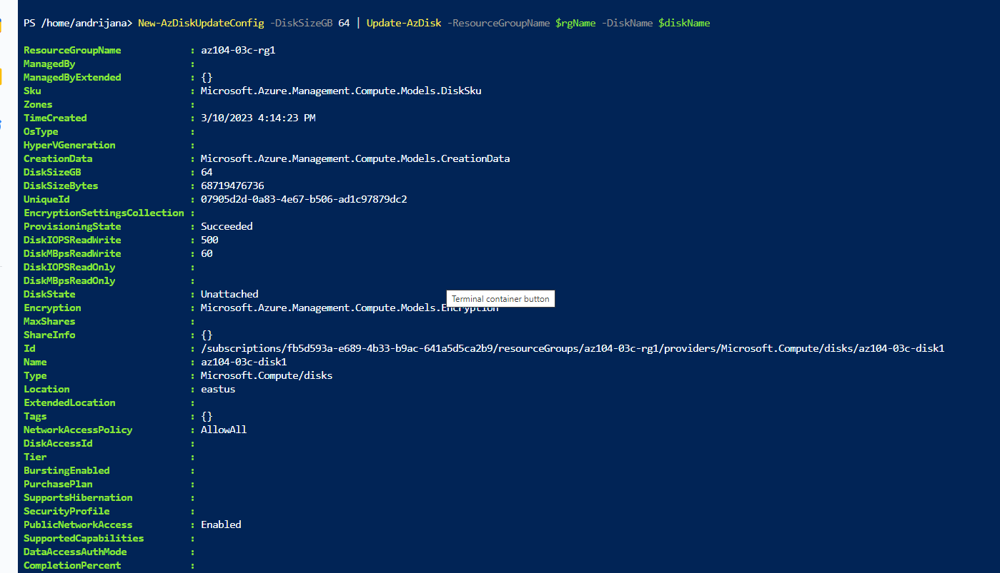 PS /home/andrijana> New-AzDiskUpdateConfig -DiskSizeGB 64 | Update-AzDisk -ResourceGroupName $rgName -DiskName $diskName
ResourceGroupName : az104-03c-rg1
ManagedBy :
ManagedByExtended : {}
Sku : Microsoft.Azure.Management.Compute.Models.DiskSku
Zones :
TimeCreated : 3/10/2023 4:14:23 PM
OsType :
HyperVGeneration :
CreationData : Microsoft.Azure.Management.Compute.Models.CreationData
DiskSizeGB : 64
DiskSizeBytes : 68719476736
UniqueId : 07905d2d-0a83-4e67-b506-ad1c97879dc2
EncryptionSettingsCollection :
ProvisioningState : Succeeded
DiskIOPSReadWrite : 500
DiskMBpsReadWrite : 60
DiskIOPSReadOnly :
DiskMBpsReadOnly :
DiskState : Unattached
Terminal container button
Encryption : Microsoft.Azure.Management.Compute.Models.Encryption
MaxShares :
ShareInfo : {}
Id : /subscriptions/fb5d593a-e689-4b33-b9ac-641a5d5ca2b9/resourceGroups/az104-03c-rg1/providers/Microsoft.Compute/disks/az104-03c-disk1
Name : az104-03c-disk1
Type : Microsoft.Compute/disks
Location : eastus
ExtendedLocation :
Tags : {}
NetworkAccessPolicy : AllowAll
DiskAccessId :
Tier :
BurstingEnabled :
PurchasePlan :
SupportsHibernation :
SecurityProfile :
PublicNetworkAccess : Enabled
SupportedCapabilities :
DataAccessAuthMode :
CompletionPercent :